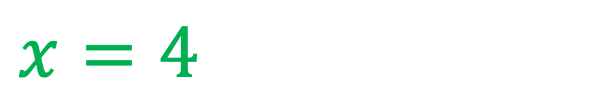 x = 4